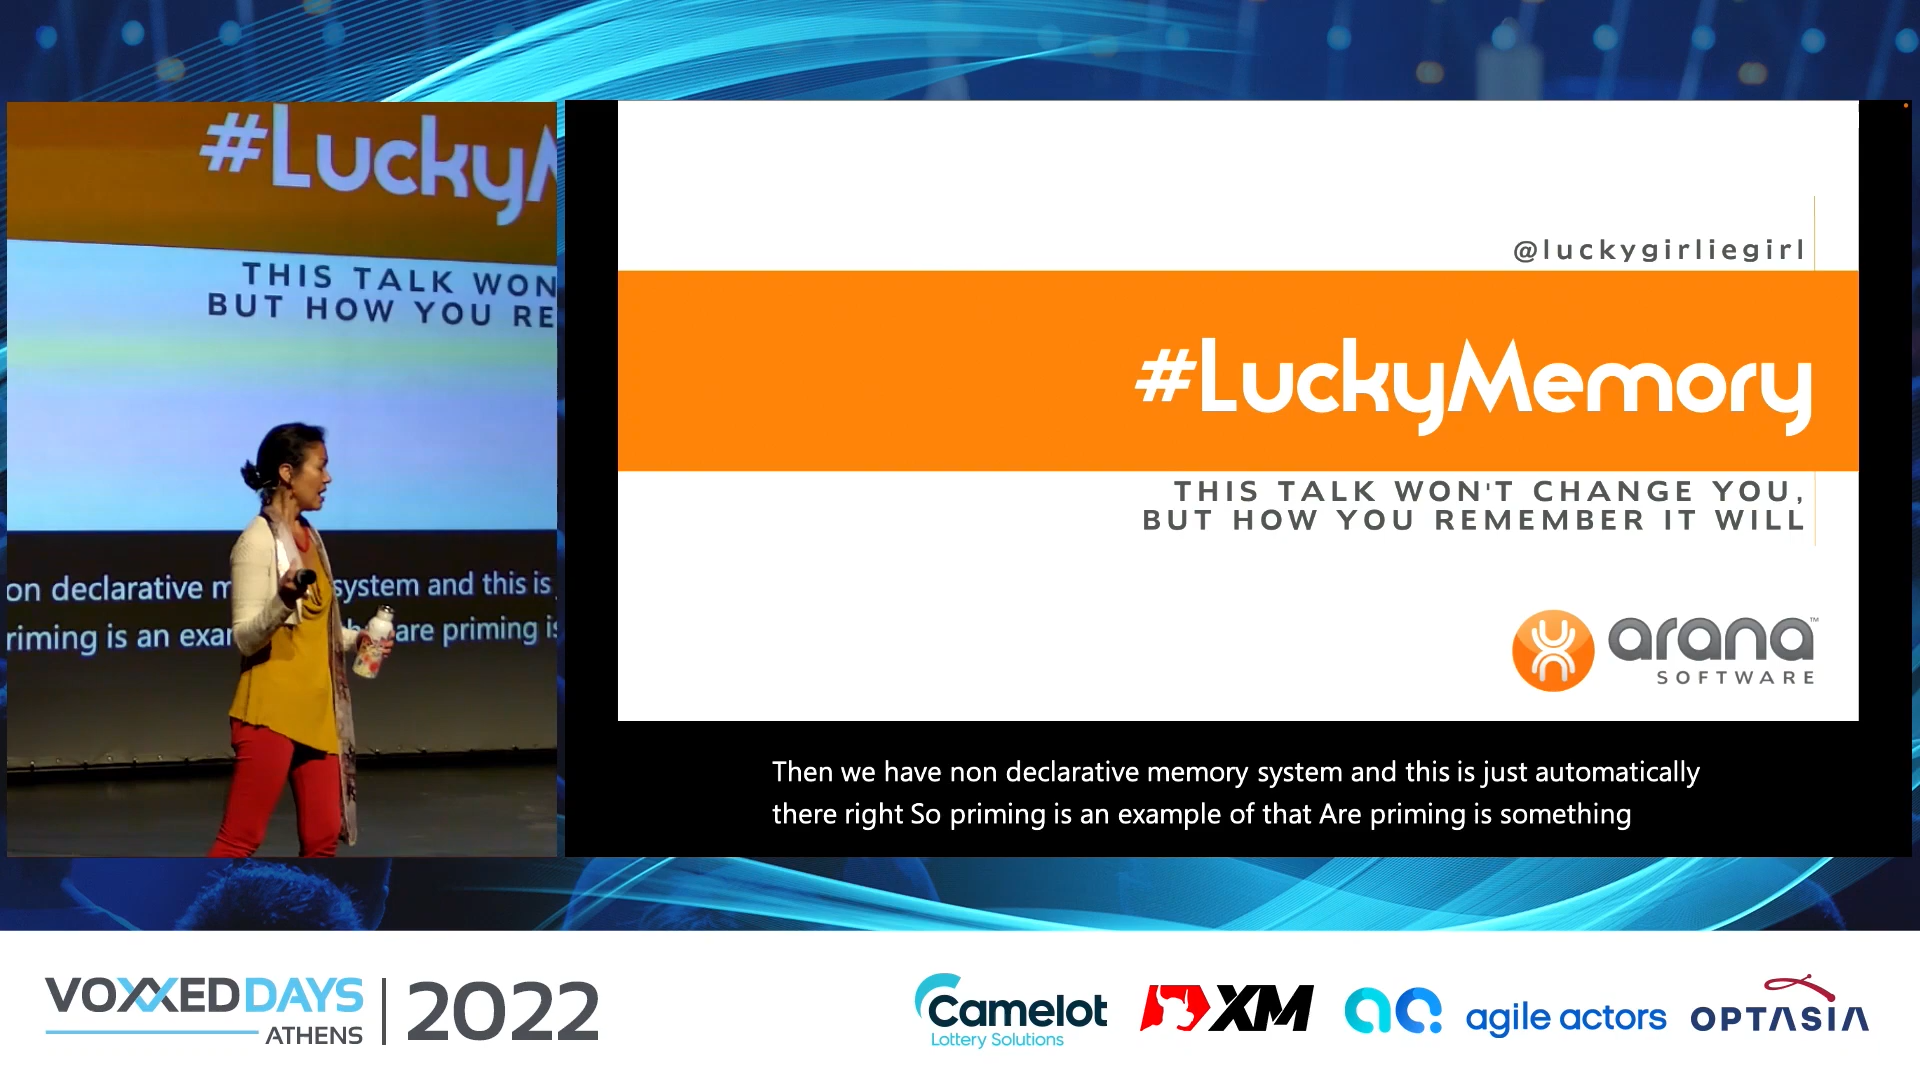 #Lucky
THIS TALK WON
BUT HOW YOU RE
on declarative m system and this is
riming is an exa are priming is
@luckygirliegirl
#LuckyMemory
THIS TALK WON'T CHANGE YOU,
BUT HOW YOU REMEMBER IT WILL
arana™
SOFTWARE
Then we have non declarative memory system and this is just automatically
there right So priming is an example of that Are priming is something
VOXXEDDAYS
ATHENS
2022
Camelot
Lottery Solutions
XM
agile actors
OPTASIA